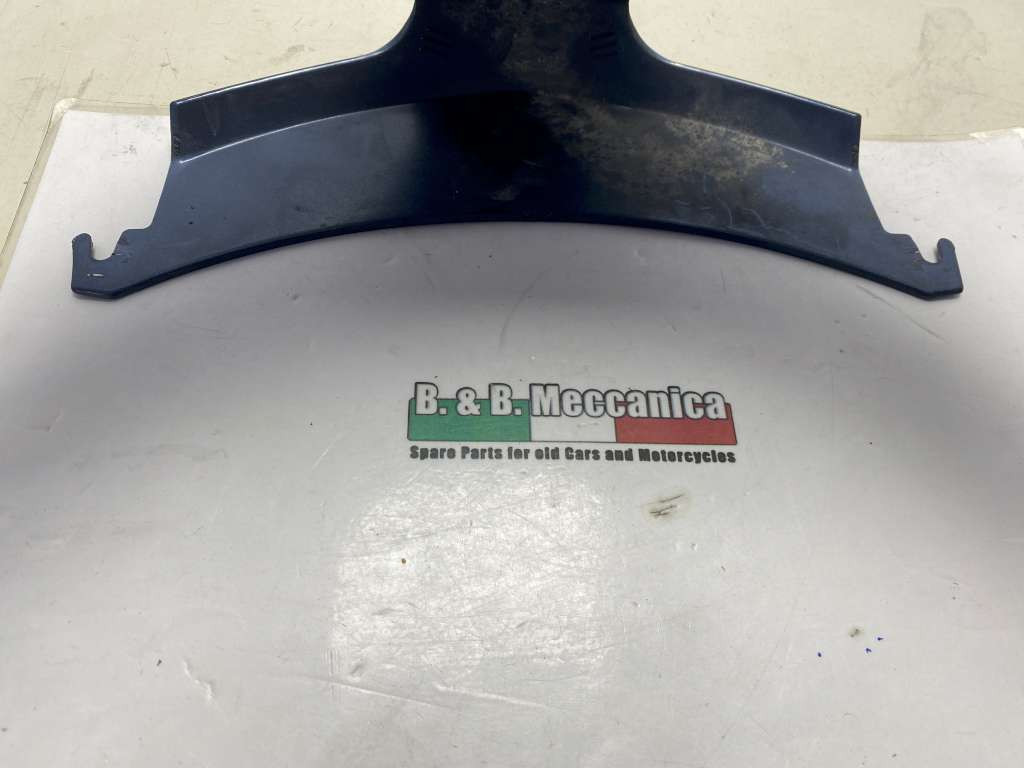 B. & B. Meccanica
Spare Parts for old Cars and Motorcycles